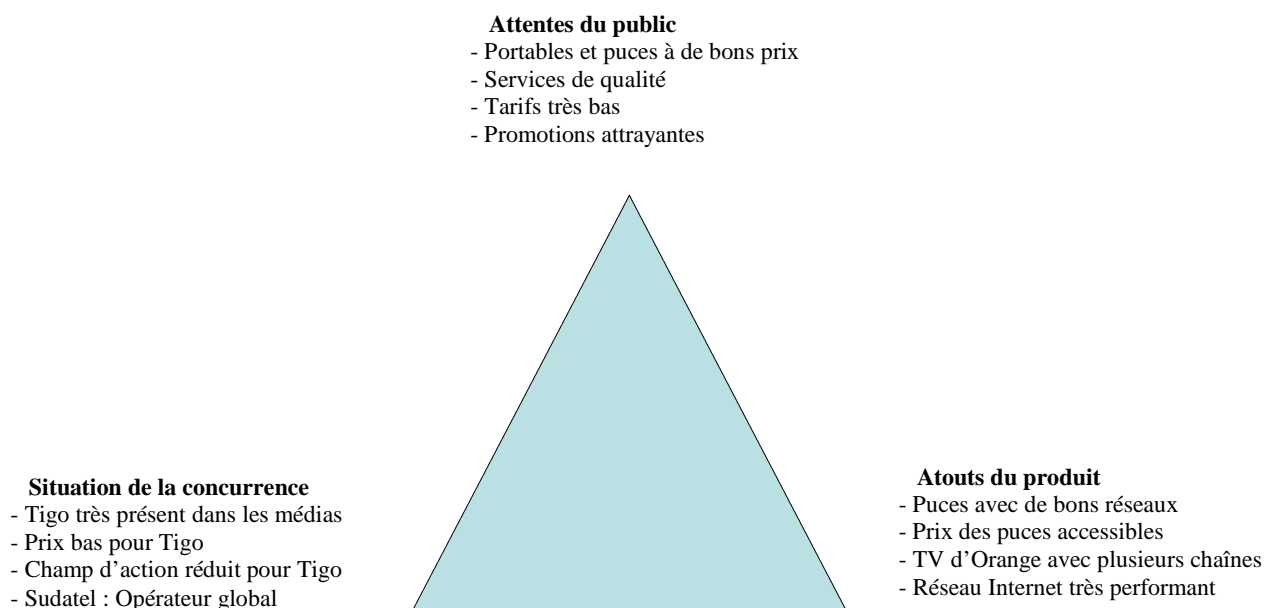 Attentes du public
- Portables et puces à de bons prix
- Services de qualité
- Tarifs très bas
- Promotions attrayantes
Situation de la concurrence
- Tigo très présent dans les médias
- Prix bas pour Tigo
- Champ d'action réduit pour Tigo
- Sudatel : Opérateur global
Atouts du produit
- Puces avec de bons réseaux
- Prix des puces accessibles
- TV d'Orange avec plusieurs chaînes
- Réseau Internet très performant